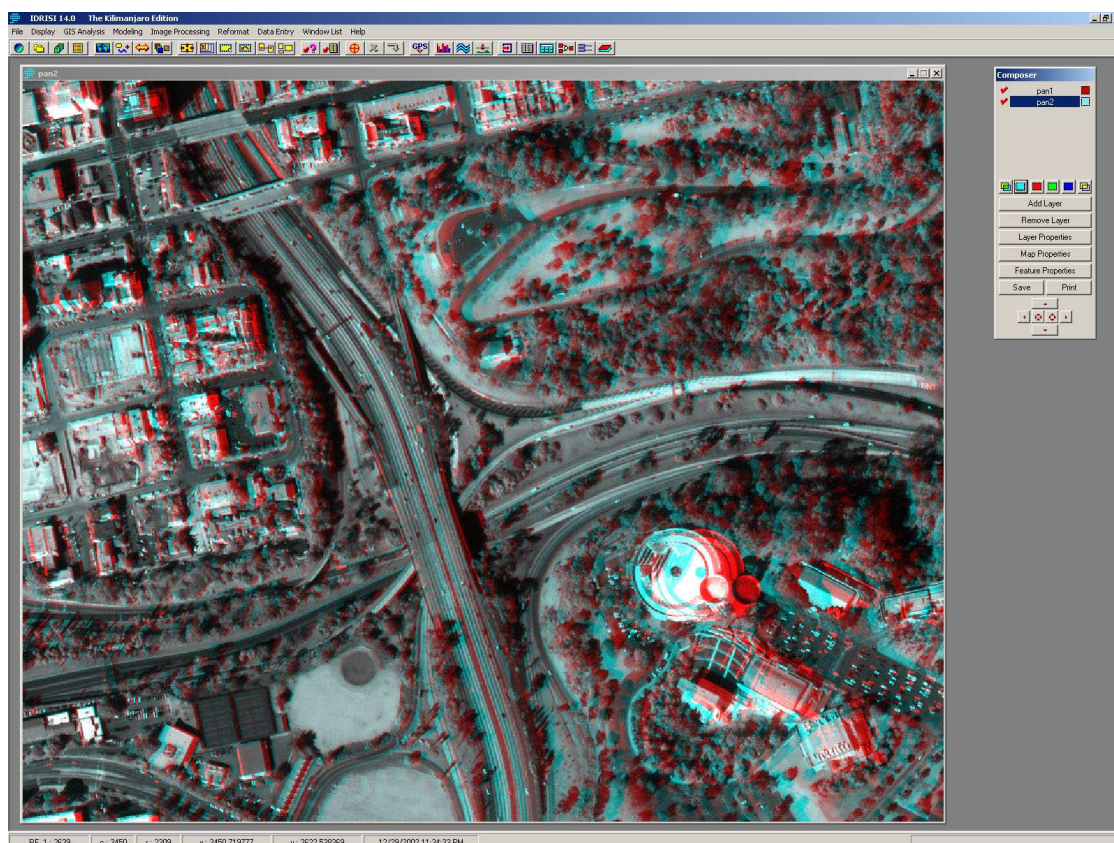 IDRISI 14.0 The Kilimanjaro Edition
File Display GIS Analysis Modeling Image Processing Reformat Data Entry Window List Help
GPS
pan2
Composer
pan1
pan2
Add Layer
Remove Layer
Layer Properties
Map Properties
Feature Properties
Save Print